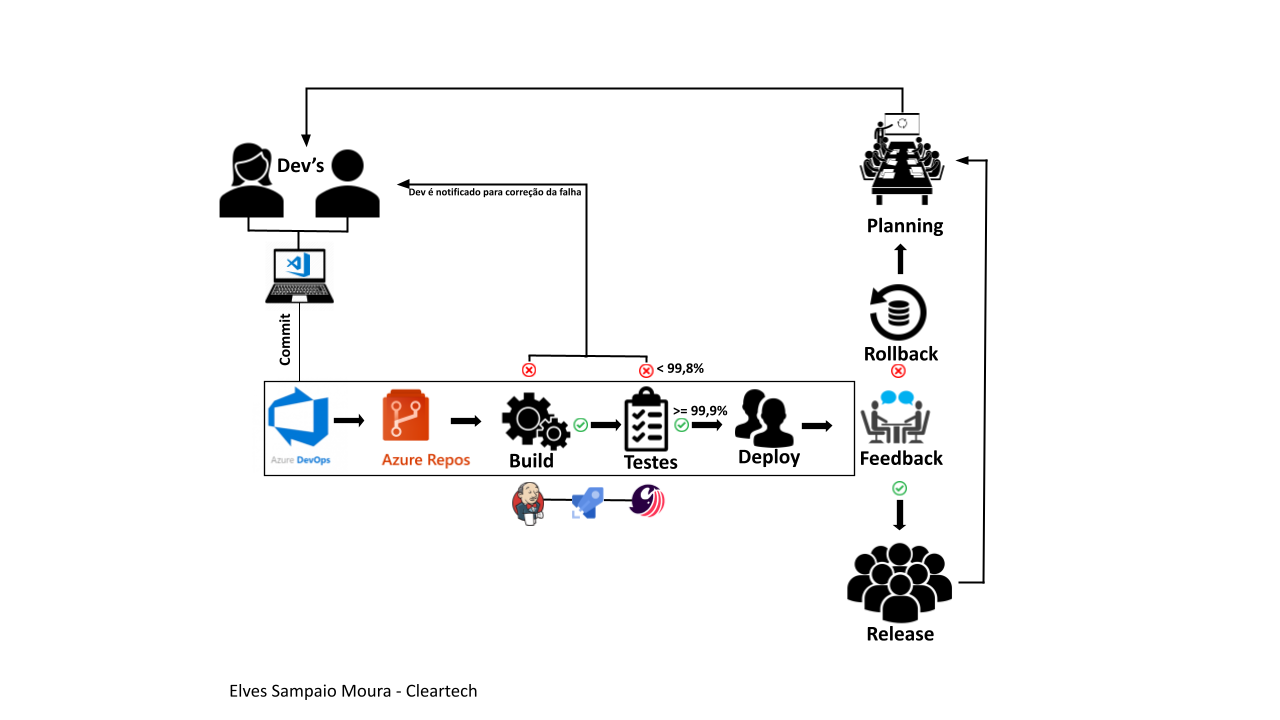 Dev's
Dev é notificado para correção da falha
Planning
Commit
Rollback
< 99,8%
>= 99,9%
Azure DevOps
Azure Repos
Build
Testes
Deploy
Feedback
Release
Elves Sampaio Moura - Cleartech